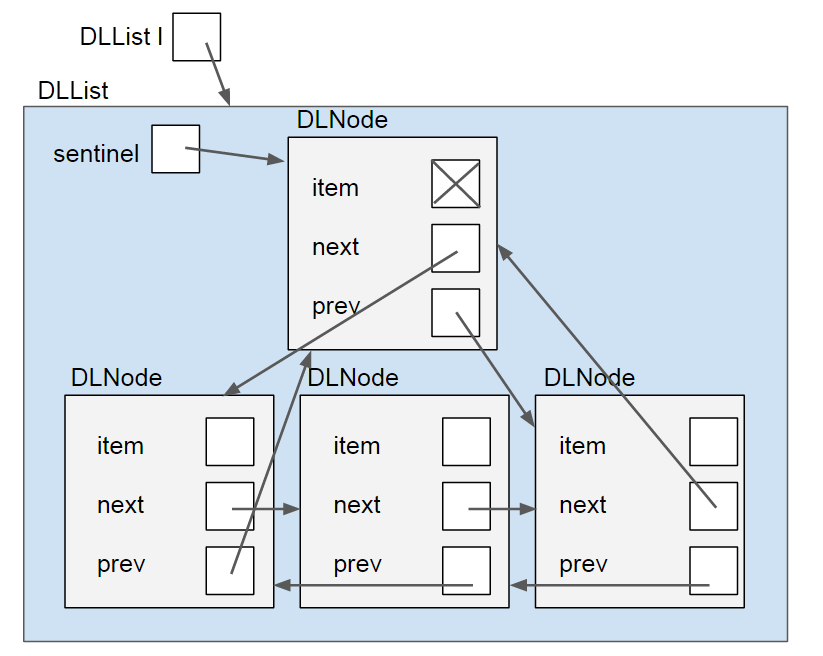 DLList l
DLList
DLNode
sentinel
item
next
prev
DLNode
DLNode
DLNode
item
item
item
next
next
next
prev
prev
prev